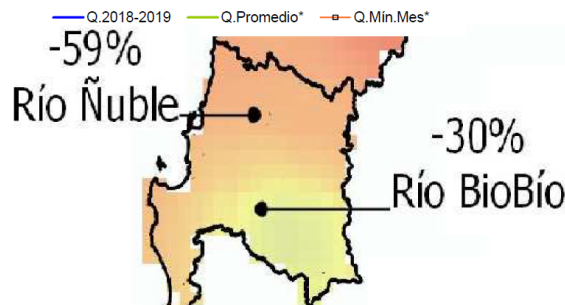 Q.2018-2019 Q.Promedio* Q.Mín.Mes*
-59%
Río Ñuble
-30%
Río BioBío